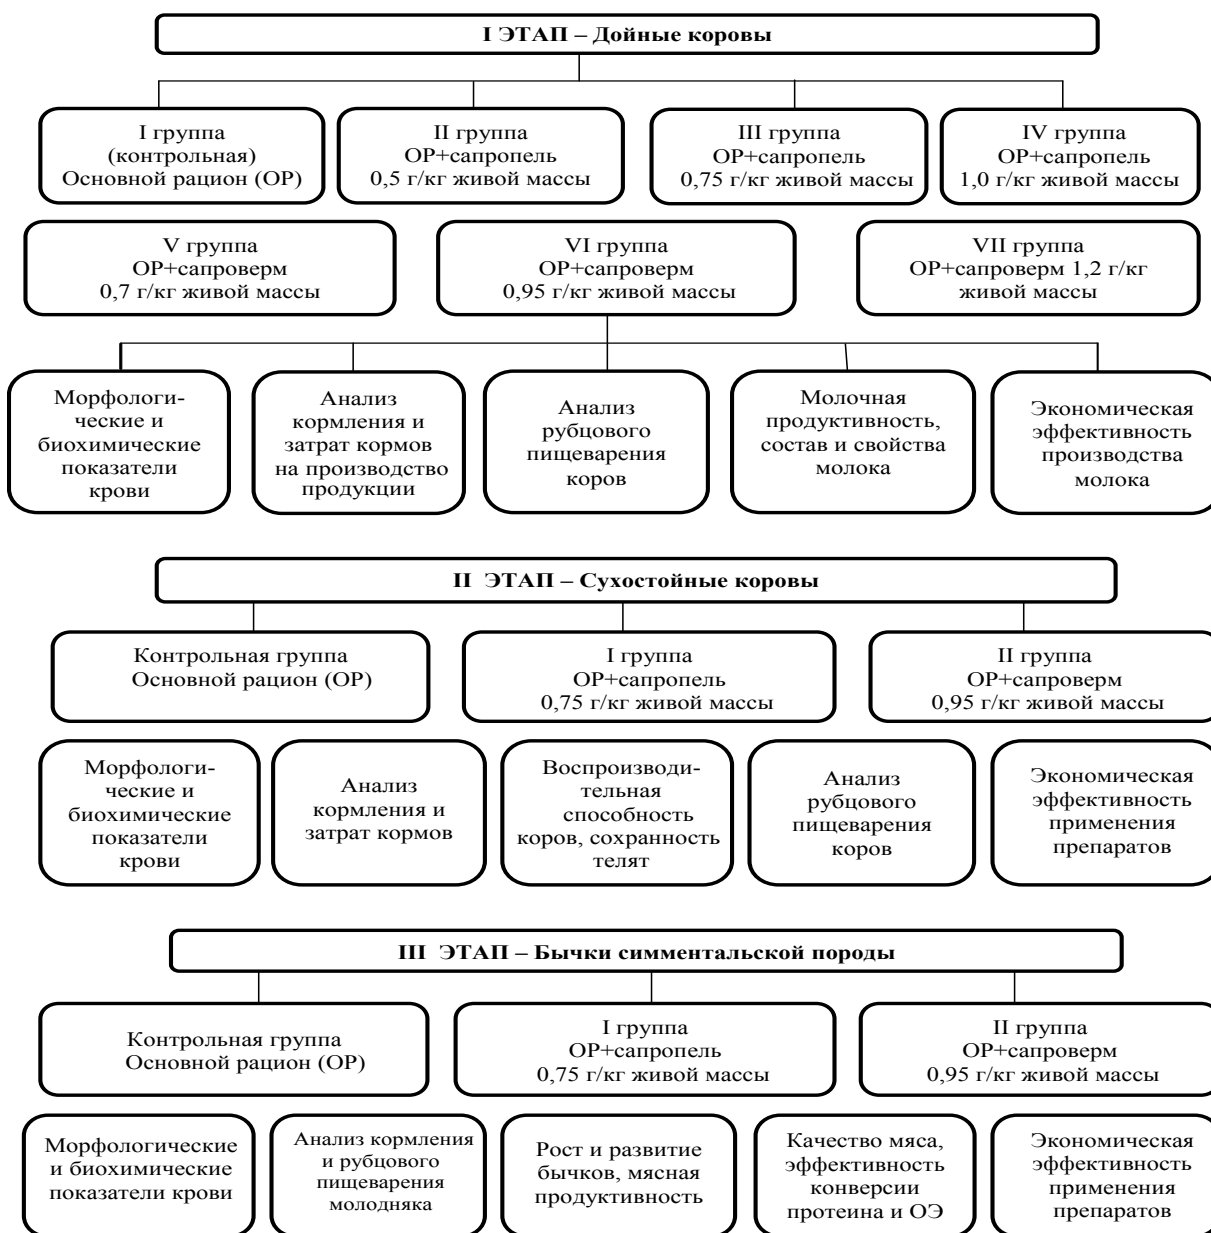 I ЭТАП – Дойные коровы
I группа
(контрольная)
Основной рацион (ОР)
II группа
ОР+сапропель
0,5 г/кг живой массы
III группа
ОР+сапропель
0,75 г/кг живой массы
IV группа
ОР+сапропель
1,0 г/кг живой массы
V группа
ОР+сапроверм
0,7 г/кг живой массы
VI группа
ОР+сапроверм
0,95 г/кг живой массы
VII группа
ОР+сапроверм 1,2 г/кг
живой массы
Морфологи-
ческие и
биохимические
показатели
крови
Анализ
кормления и
затрат кормов
на производство
продукции
Анализ
рубцового
пищеварения
коров
Молочная
продуктивность,
состав и свойства
молока
Экономическая
эффективность
производства
молока
II ЭТАП – Сухостойные коровы
Контрольная группа
Основной рацион (ОР)
I группа
ОР+сапропель
0,75 г/кг живой массы
II группа
ОР+сапроверм
0,95 г/кг живой массы
Морфологи-
ческие и
биохимические
показатели
крови
Анализ
кормления и
затрат кормов
Воспроизводи-
тельная
способность
коров, сохранность
телят
Анализ
рубцового
пищеварения
коров
Экономическая
эффективность
применения
препаратов
III ЭТАП – Бычки симментальской породы
Контрольная группа
Основной рацион (ОР)
I группа
ОР+сапропель
0,75 г/кг живой массы
II группа
ОР+сапроверм
0,95 г/кг живой массы
Морфологические
и биохимические
показатели крови
Анализ кормления
и рубцового
пищеварения
молодняка
Рост и развитие
бычков, мясная
продуктивность
Качество мяса,
эффективность
конверсии
протеина и ОЭ
Экономическая
эффективность
применения
препаратов